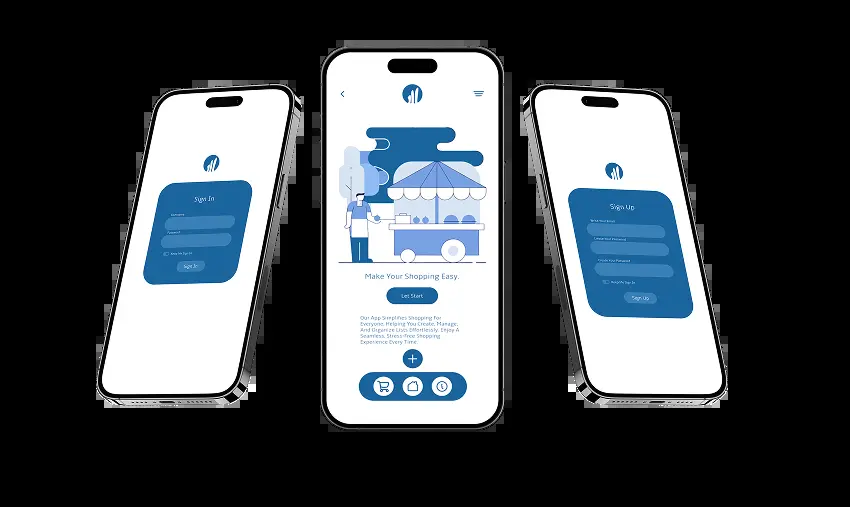 Sign In
Username
Password
Keep Me Sign In
Sign In
Make Your Shopping Easy.
Let Start
Our App Simplifies Shopping For
Everyone, Helping You Create, Manage,
And Organize Lists Effortlessly. Enjoy A
Seamless, Stress-Free Shopping
Experience Every Time.
Sign Up
Write Your Email
Create Your Password
Create Your Password
Keep Me Sign In
Sign Up